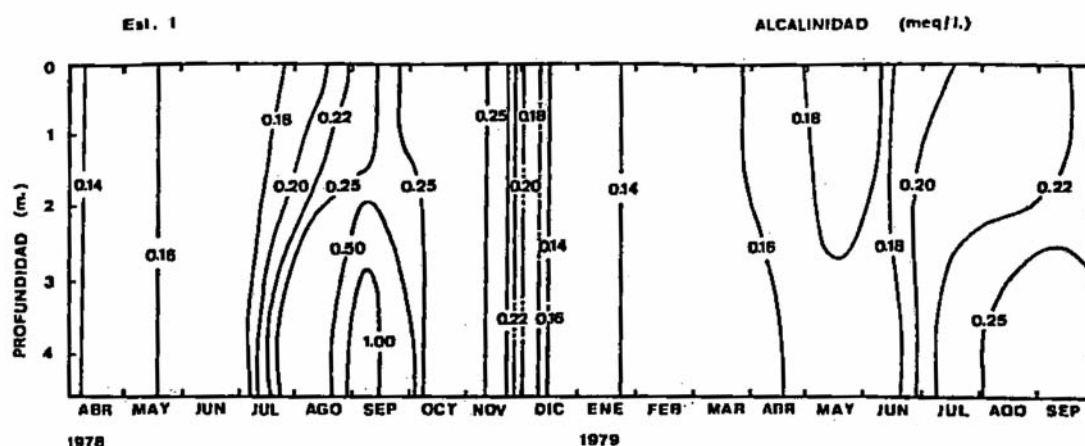 Est. 1 ALCALINIDAD (meq/l.)
0
0.18 0.22 0.25 0.18 0.18
1
0.14 0.20 0.25 0.25 0.20 0.14 0.20 0.22
2
0.16 0.50 0.14 0.16 0.18
3
1.00 0.22 0.16 0.25
4
PROFUNDIDAD (m.)
ABR MAY JUN JUL AGO SEP OCT NOV DIC ENE FEB MAR ABR MAY JUN JUL AGO SEP
1978 1979